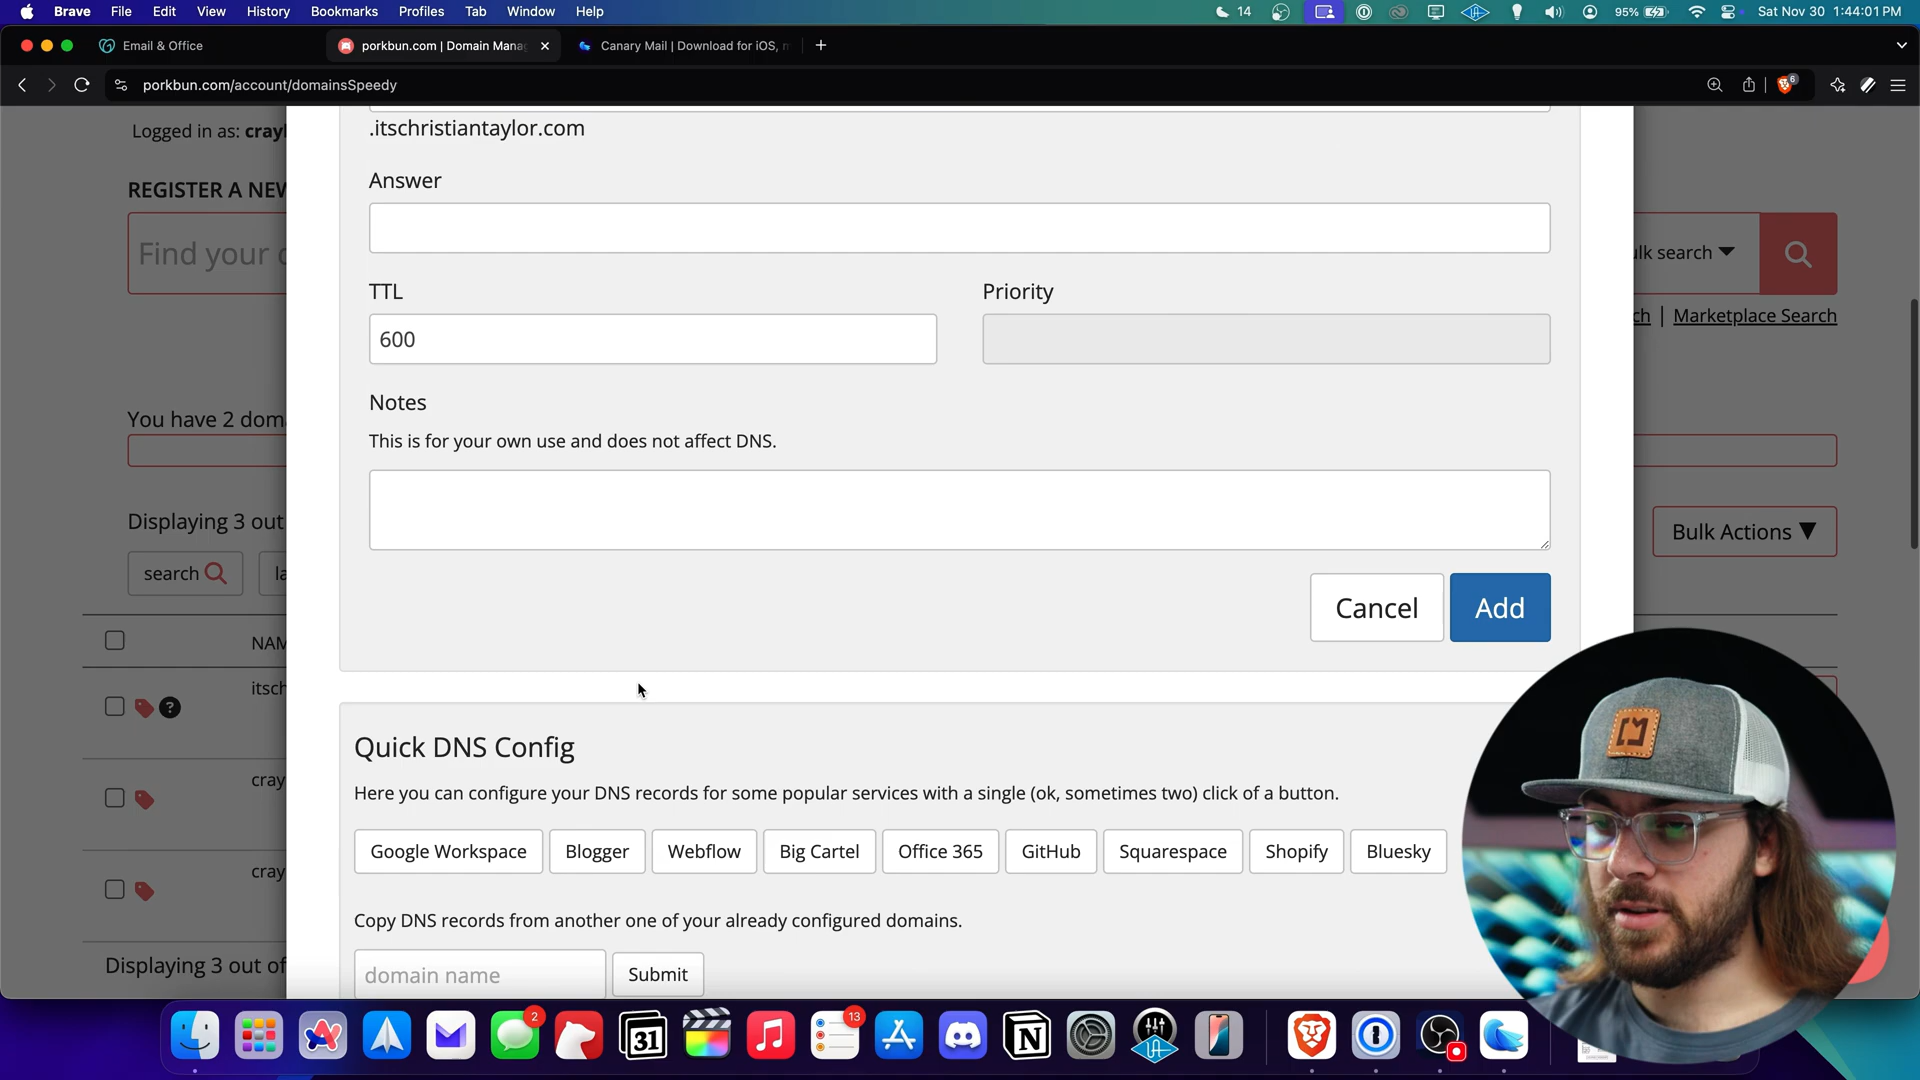 Brave File Edit View History Bookmarks Profiles Tab Window Help 14 95% Sat Nov 30 1:44:01 PM
Email & Office porkbun.com | Domain Mana Canary Mail | Download for iOS,
porkbun.com/account/domainsSpeedy 6
Logged in as: crayl
.itschristiantaylor.com
REGISTER A NEW
Find your
Answer
ulk search
Marketplace Search
TTL
Priority
600
You have 2 dom
Notes
This is for your own use and does not affect DNS.
Displaying 3 out
Bulk Actions
search
Cancel
Add
NAM
itsch
?
Quick DNS Config
cray
Here you can configure your DNS records for some popular services with a single (ok, sometimes two) click of a button.
Google Workspace Blogger Webflow Big Cartel Office 365 GitHub Squarespace Shopify Bluesky
cray
Copy DNS records from another one of your already configured domains.
Displaying 3 out of
domain name
Submit
2
13
31